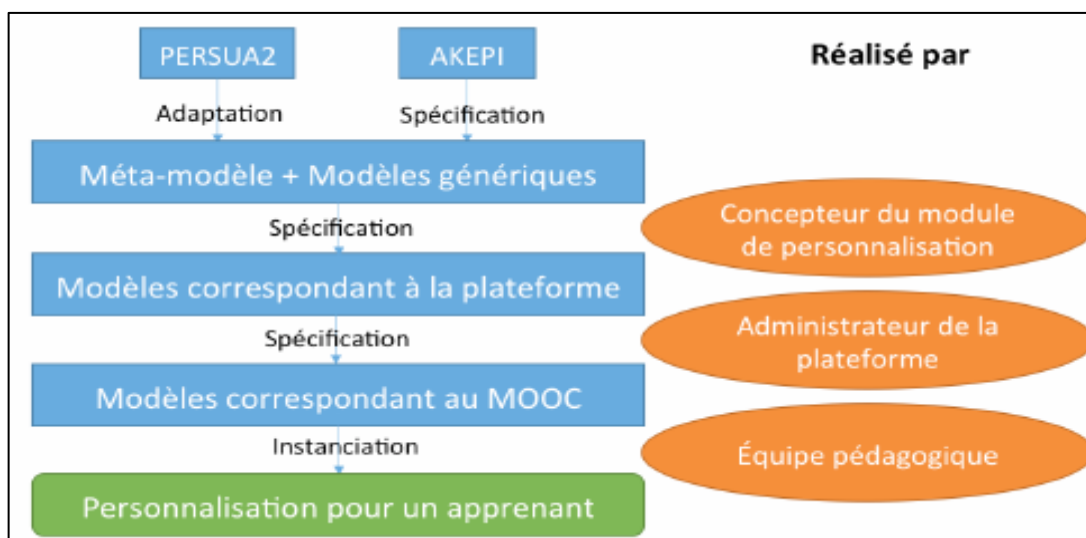 PERSUA2
AKEPI
Réalisé par
Adaptation
Spécification
Méta-modèle + Modèles génériques
Spécification
Concepteur du module
de personnalisation
Modèles correspondant à la plateforme
Spécification
Administrateur de la
plateforme
Modèles correspondant au MOOC
Instanciation
Équipe pédagogique
Personnalisation pour un apprenant